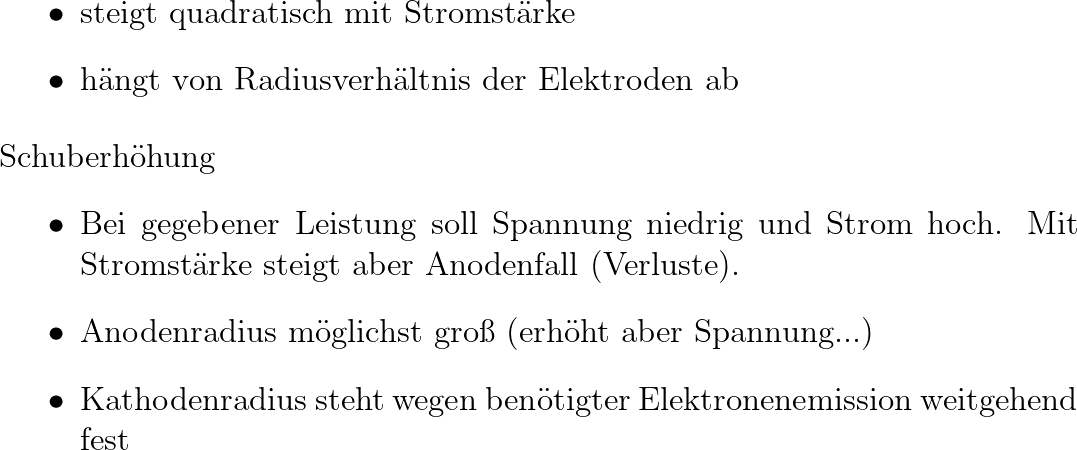 • steigt quadratisch mit Stromstärke
• hängt von Radiusverhältnis der Elektroden ab
Schuberhöhung
• Bei gegebener Leistung soll Spannung niedrig und Strom hoch. Mit
Stromstärke steigt aber Anodenfall (Verluste).
• Anodenradius möglichst groß (erhöht aber Spannung...)
• Kathodenradius steht wegen benötigter Elektronenemission weitgehend
fest